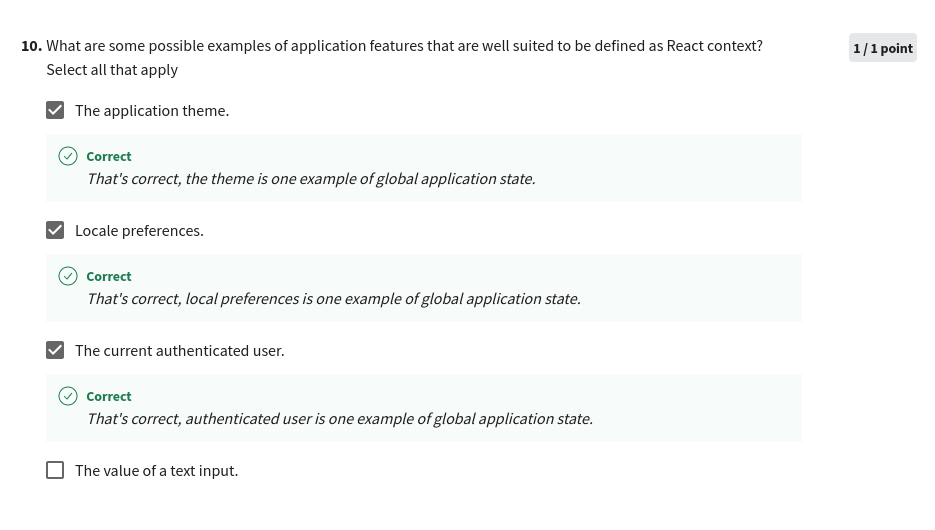 10. What are some possible examples of application features that are well suited to be defined as React context?
Select all that apply
1 / 1 point
The application theme.
Correct
That's correct, the theme is one example of global application state.
Locale preferences.
Correct
That's correct, local preferences is one example of global application state.
The current authenticated user.
Correct
That's correct, authenticated user is one example of global application state.
The value of a text input.